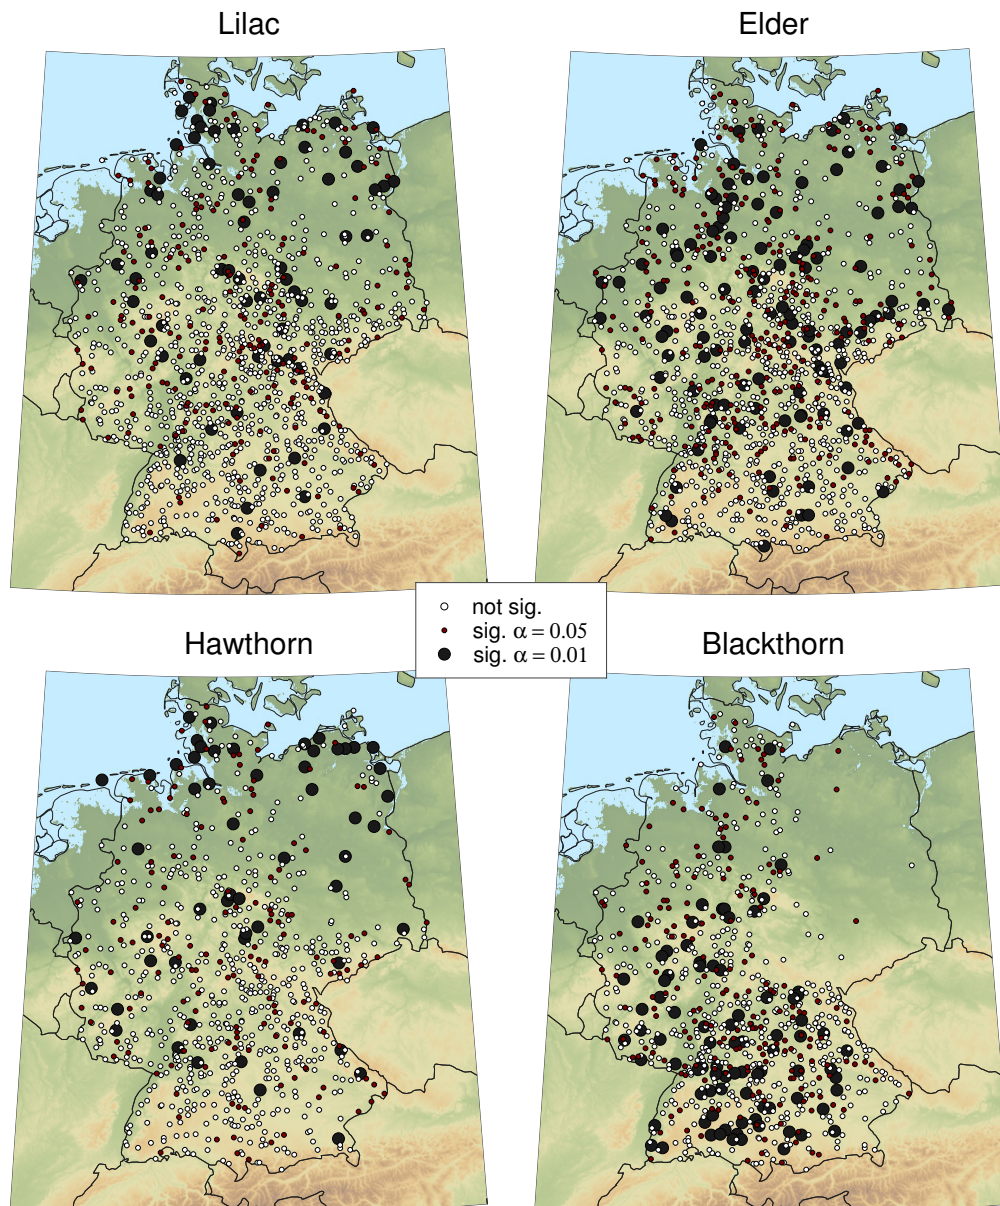 Lilac
Elder
not sig.
sig. α = 0.05
sig. α = 0.01
Hawthorn
Blackthorn